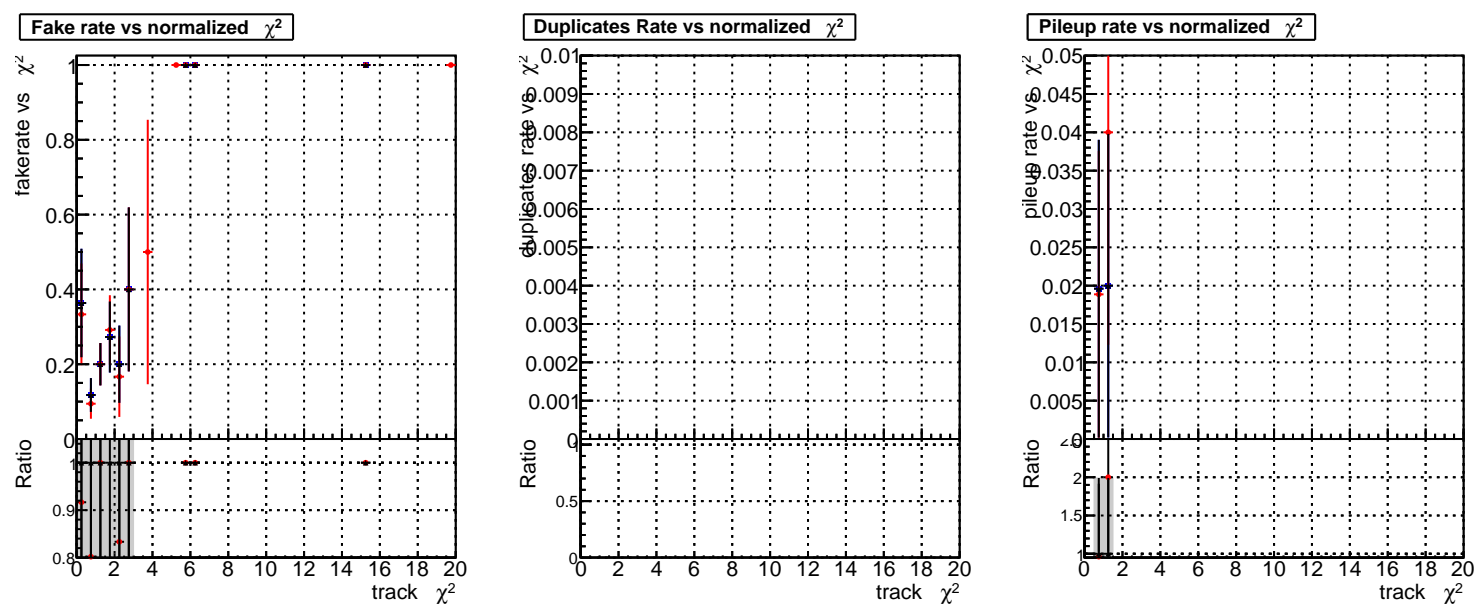 Fake rate vs normalized χ²
fakerate vs χ²
1
0.8
0.6
0.4
0.2
0
Ratio
1
0.9
0.8
0 2 4 6 8 10 12 14 16 18 20
track χ²
Duplicates Rate vs normalized χ²
duplicates rate vs χ²
0.01
0.009
0.008
0.007
0.006
0.005
0.004
0.003
0.002
0.001
0
Ratio
1
0.5
0
0 2 4 6 8 10 12 14 16 18 20
track χ²
Pileup rate vs normalized χ²
pileup rate vs χ²
0.05
0.045
0.04
0.035
0.03
0.025
0.02
0.015
0.01
0.005
0
Ratio
2
1.5
1
0 2 4 6 8 10 12 14 16 18 20
track χ²